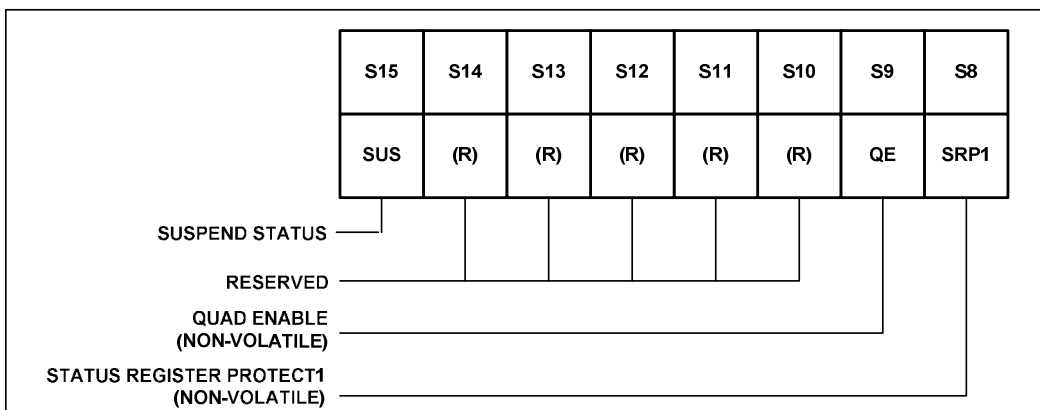 S15 S14 S13 S12 S11 S10 S9 S8
SUS (R) (R) (R) (R) (R) QE SRP1
SUSPEND STATUS
RESERVED
QUAD ENABLE
(NON-VOLATILE)
STATUS REGISTER PROTECT1
(NON-VOLATILE)